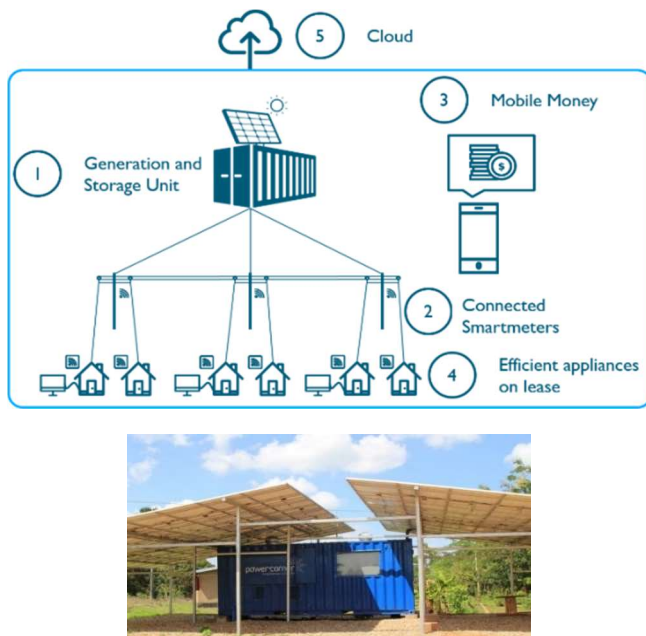 5 Cloud
3 Mobile Money
1 Generation and
Storage Unit
2 Connected
Smartmeters
4 Efficient appliances
on lease
powercorner